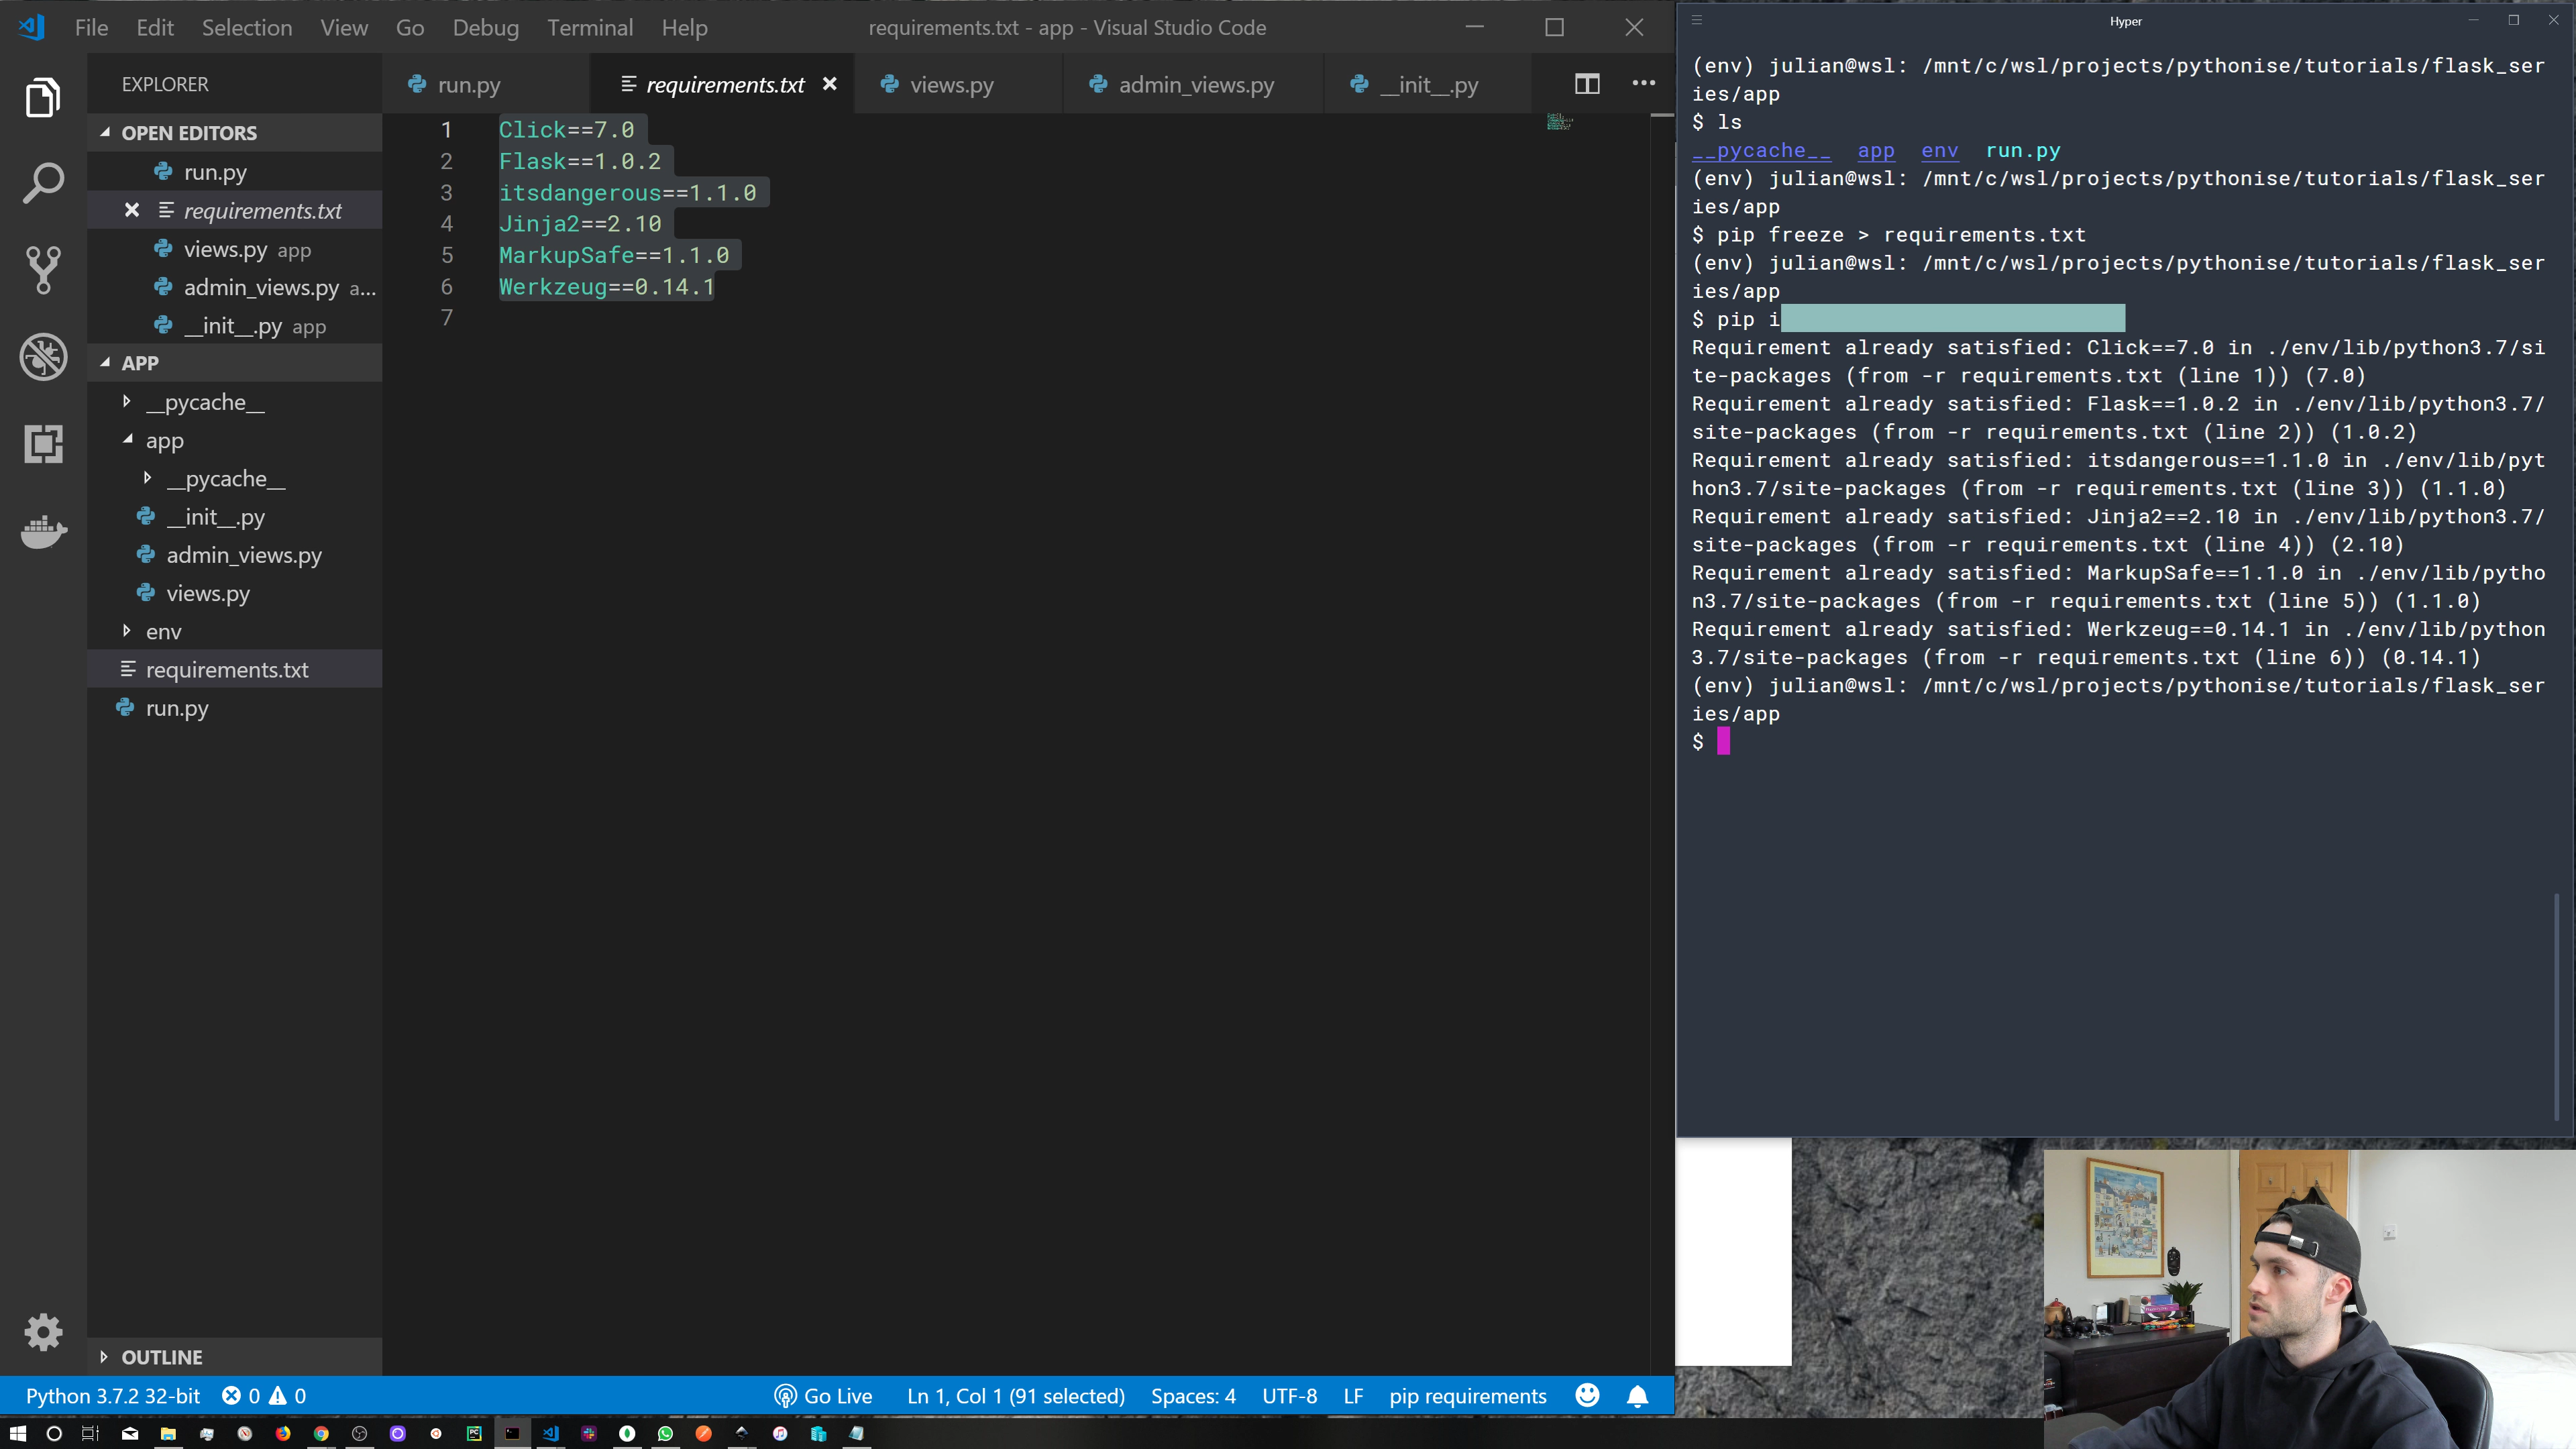 File Edit Selection View Go Debug Terminal Help
requirements.txt - app - Visual Studio Code
EXPLORER
OPEN EDITORS
run.py
requirements.txt
views.py app
admin_views.py a...
__init__.py app
APP
__pycache__
app
__pycache__
__init__.py
admin_views.py
views.py
env
requirements.txt
run.py
OUTLINE
run.py requirements.txt views.py admin_views.py __init__.py
1 Click==7.0
2 Flask==1.0.2
3 itsdangerous==1.1.0
4 Jinja2==2.10
5 MarkupSafe==1.1.0
6 Werkzeug==0.14.1
7
Python 3.7.2 32-bit 0 0 Go Live Ln 1, Col 1 (91 selected) Spaces: 4 UTF-8 LF pip requirements
Hyper
(env) julian@wsl: /mnt/c/wsl/projects/pythonise/tutorials/flask_ser
ies/app
$ ls
__pycache__ app env run.py
(env) julian@wsl: /mnt/c/wsl/projects/pythonise/tutorials/flask_ser
ies/app
$ pip freeze > requirements.txt
(env) julian@wsl: /mnt/c/wsl/projects/pythonise/tutorials/flask_ser
ies/app
$ pip i
Requirement already satisfied: Click==7.0 in ./env/lib/python3.7/si
te-packages (from -r requirements.txt (line 1)) (7.0)
Requirement already satisfied: Flask==1.0.2 in ./env/lib/python3.7/
site-packages (from -r requirements.txt (line 2)) (1.0.2)
Requirement already satisfied: itsdangerous==1.1.0 in ./env/lib/pyt
hon3.7/site-packages (from -r requirements.txt (line 3)) (1.1.0)
Requirement already satisfied: Jinja2==2.10 in ./env/lib/python3.7/
site-packages (from -r requirements.txt (line 4)) (2.10)
Requirement already satisfied: MarkupSafe==1.1.0 in ./env/lib/pytho
n3.7/site-packages (from -r requirements.txt (line 5)) (1.1.0)
Requirement already satisfied: Werkzeug==0.14.1 in ./env/lib/python
3.7/site-packages (from -r requirements.txt (line 6)) (0.14.1)
(env) julian@wsl: /mnt/c/wsl/projects/pythonise/tutorials/flask_ser
ies/app
$